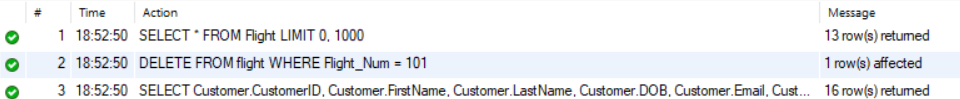 # Time Action Message
1 18:52:50 SELECT * FROM Flight LIMIT 0, 1000 13 row(s) returned
2 18:52:50 DELETE FROM flight WHERE Flight_Num = 101 1 row(s) affected
3 18:52:50 SELECT Customer.CustomerID, Customer.FirstName, Customer.LastName, Customer.DOB, Customer.Email, Cust... 16 row(s) returned